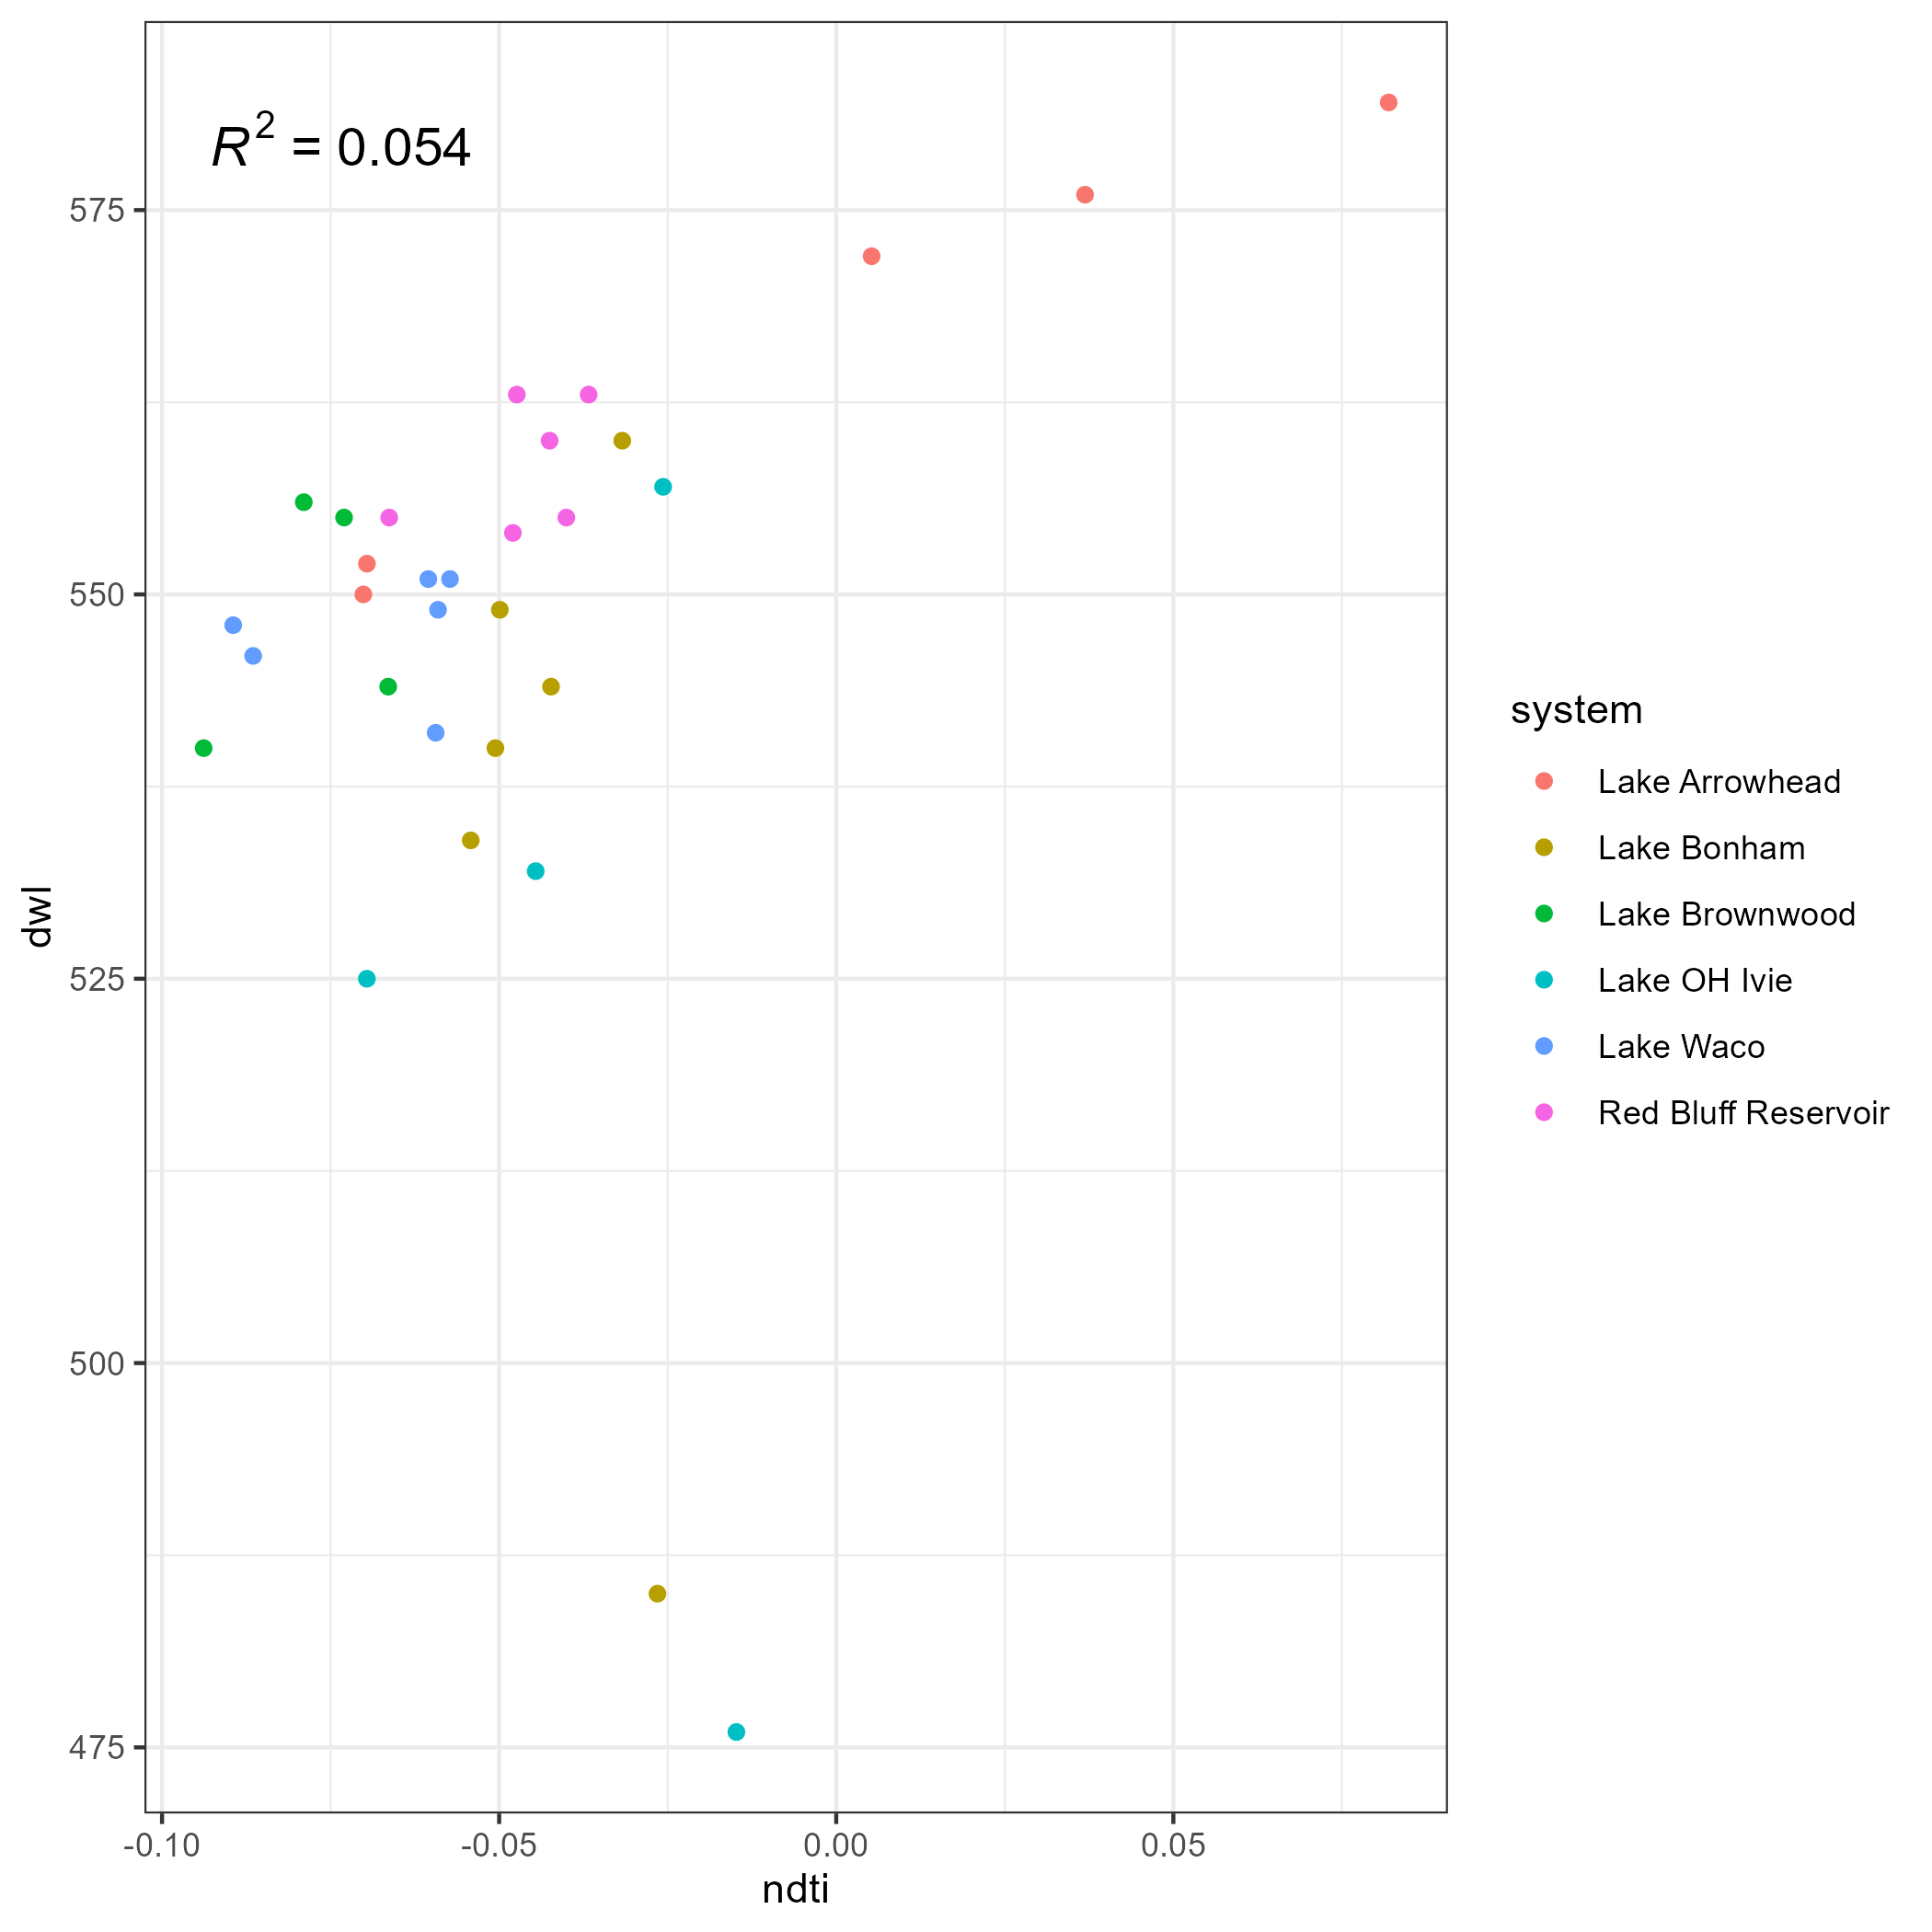 R² = 0.054
575
550
525
500
475
dwl
-0.10 -0.05 0.00 0.05
ndti
system
Lake Arrowhead
Lake Bonham
Lake Brownwood
Lake OH Ivie
Lake Waco
Red Bluff Reservoir